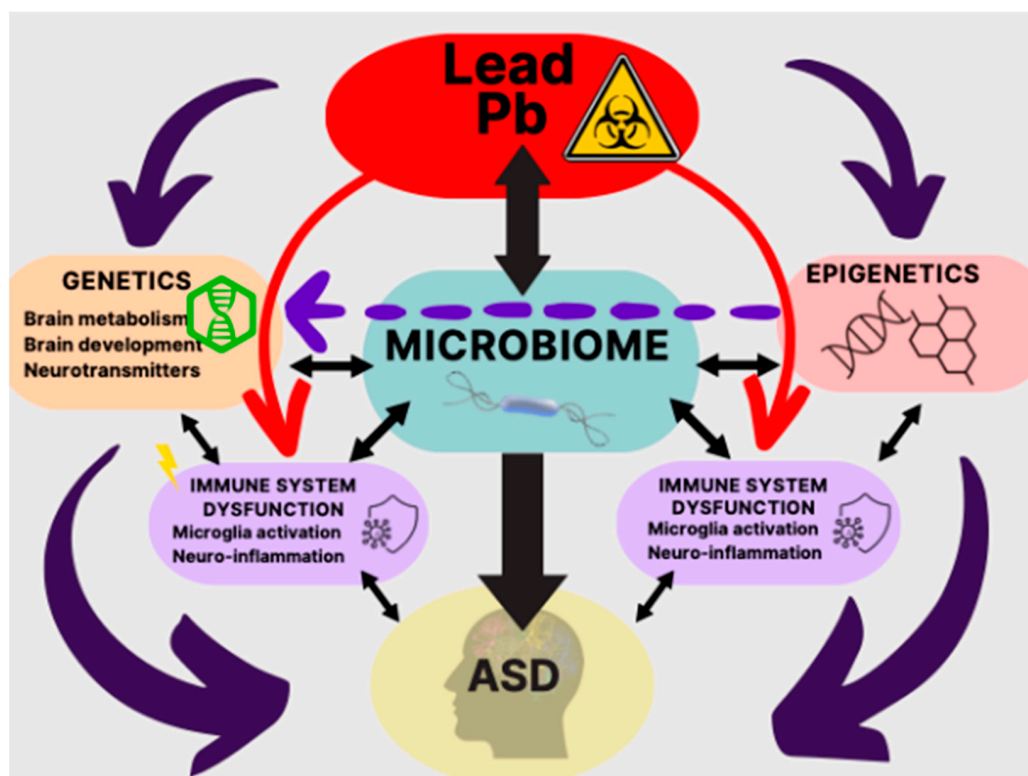 Lead
Pb
GENETICS
Brain metabolism
Brain development
Neurotransmitters
EPIGENETICS
MICROBIOME
IMMUNE SYSTEM
DYSFUNCTION
Microglia activation
Neuro-inflammation
IMMUNE SYSTEM
DYSFUNCTION
Microglia activation
Neuro-inflammation
ASD